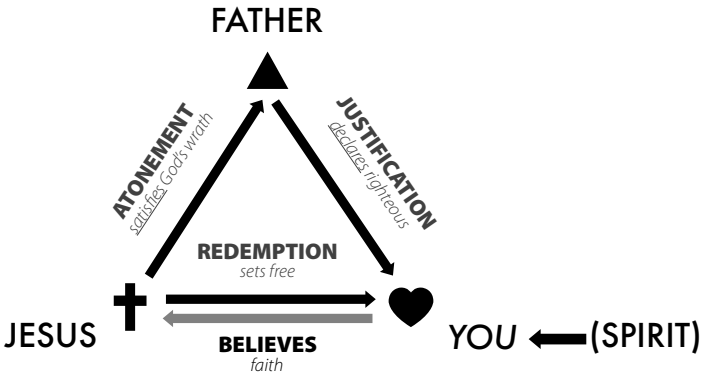 FATHER
ATONEMENT
satisfies God's wrath
JUSTIFICATION
declares righteous
REDEMPTION
sets free
JESUS
BELIEVES
faith
YOU
(SPIRIT)